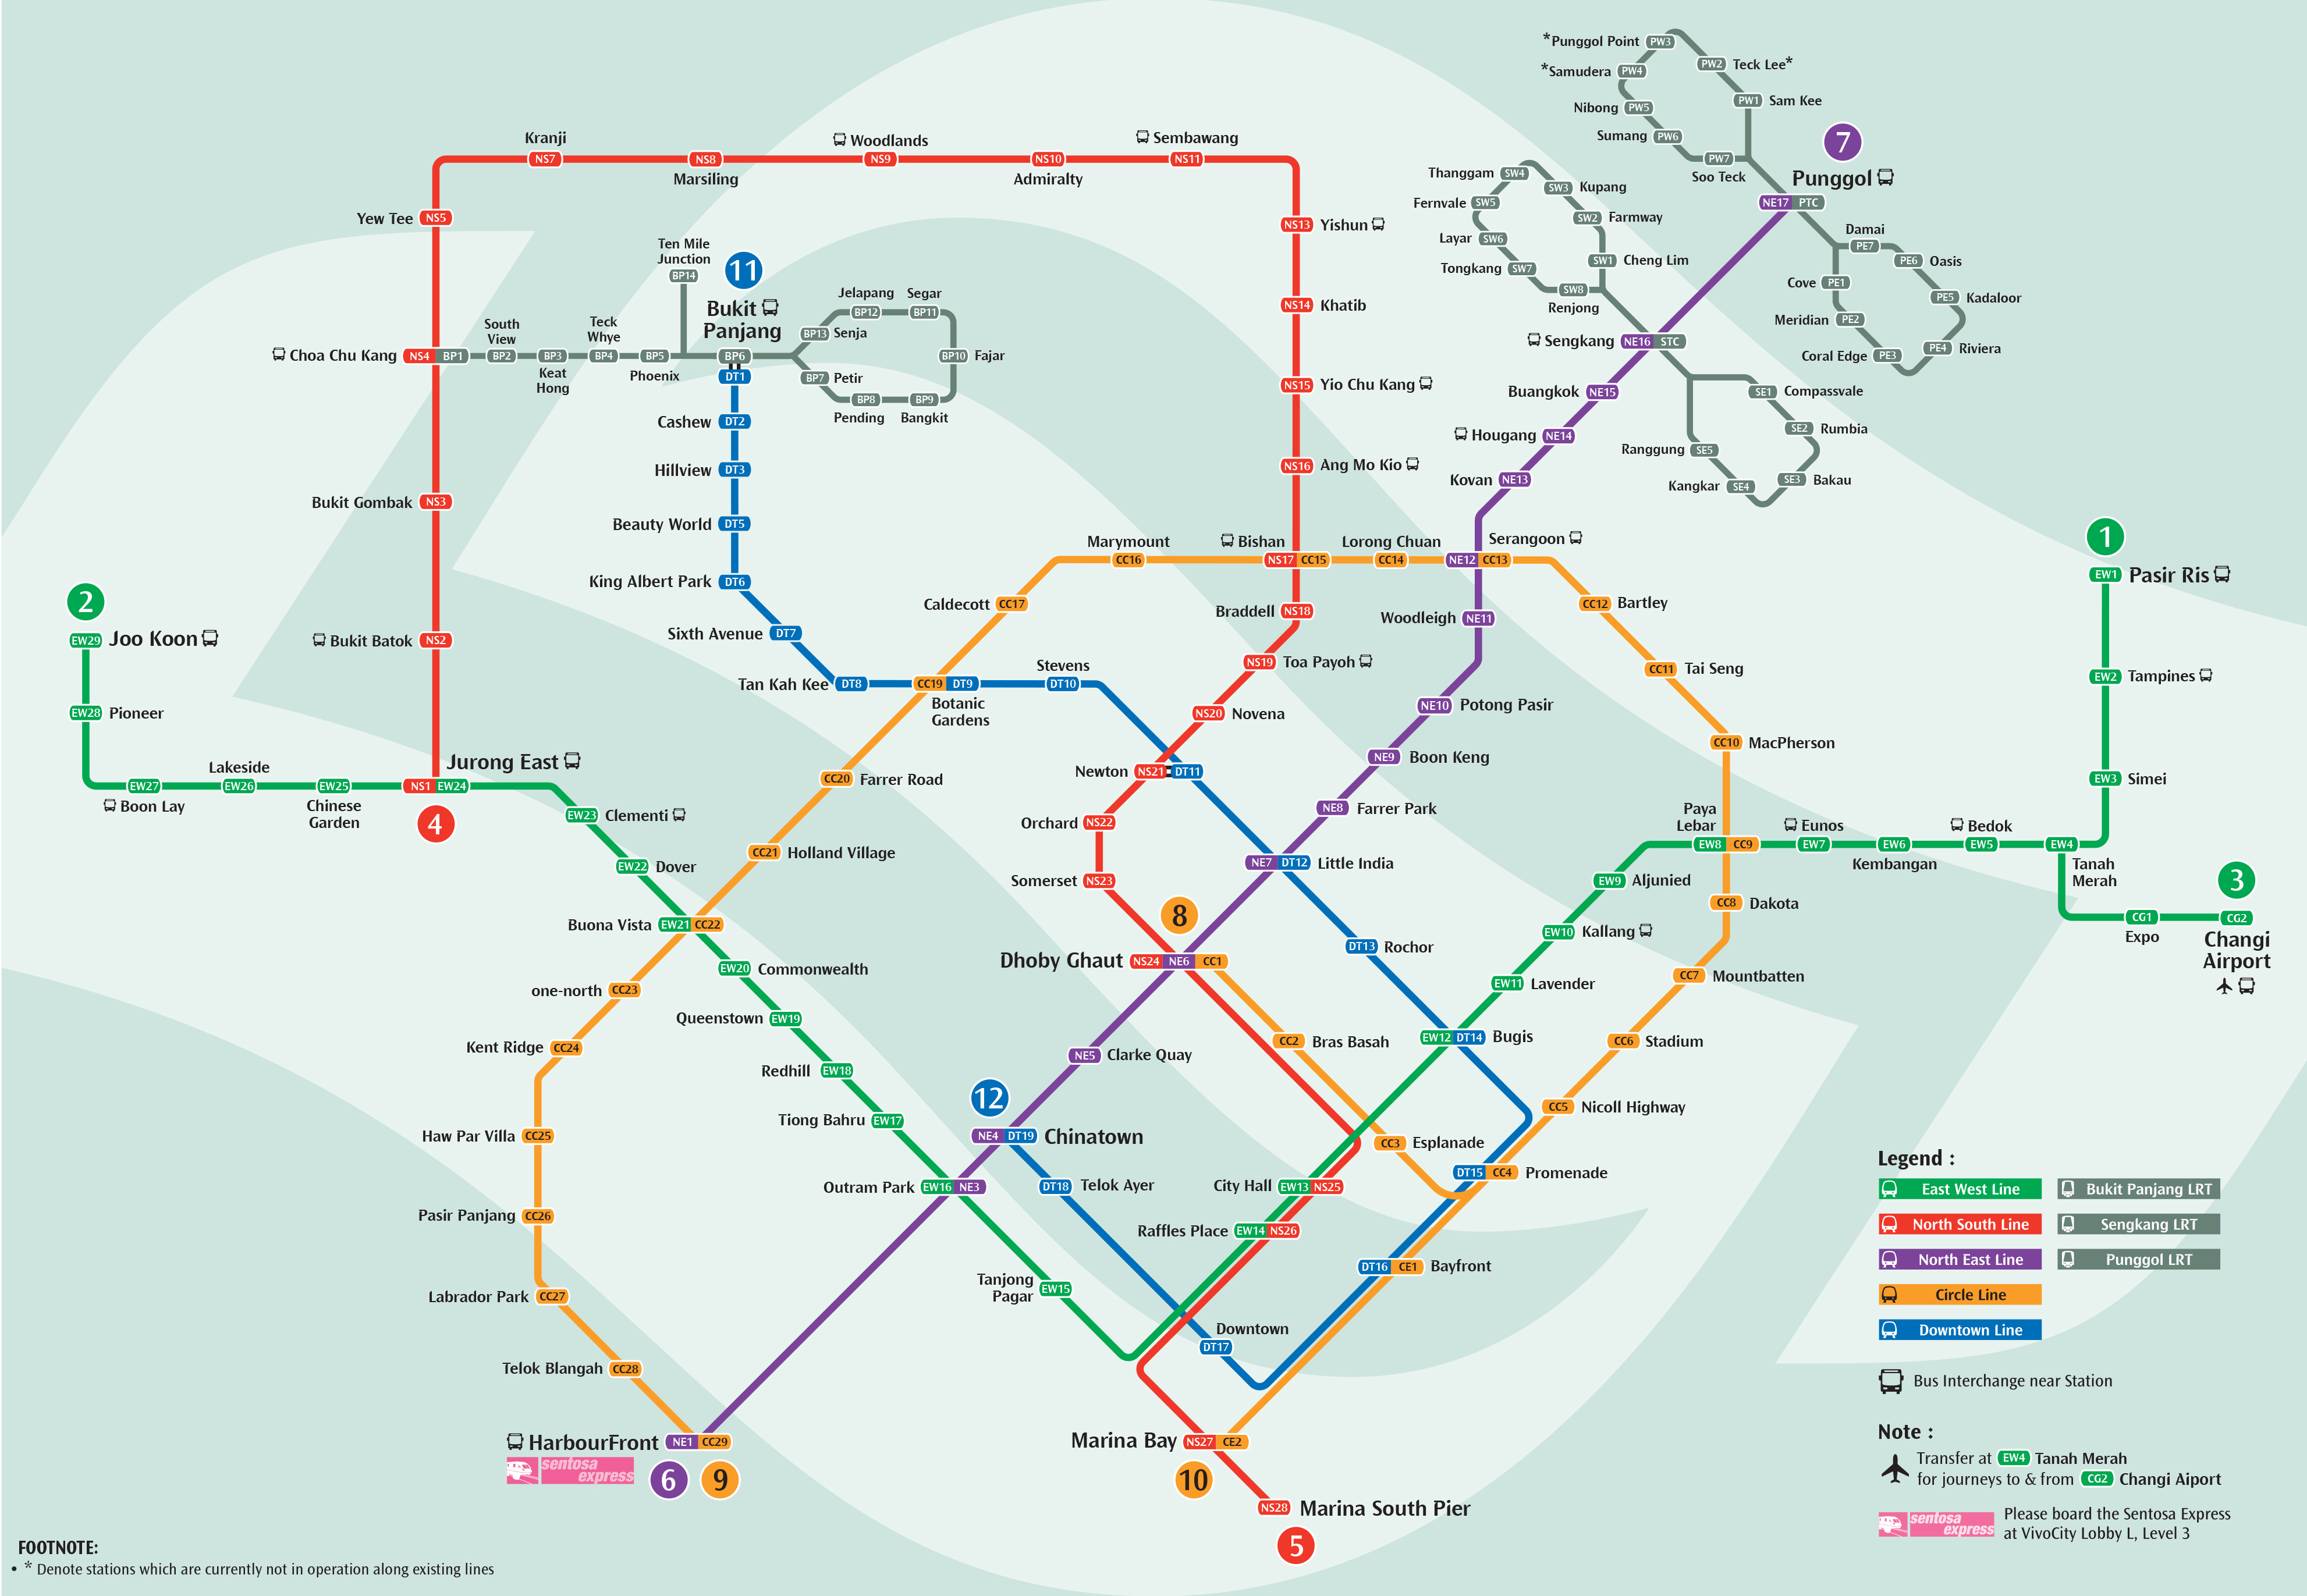 *Punggol Point PW3
PW2 Teck Lee*
*Samudera PW4
Nibong PW5
PW1 Sam Kee
Sumang PW6
PW7
Soo Teck
7
Punggol
NE17 PTC
Kranji
NS7
NS8
Marsiling
Woodlands
NS9
NS10
Admiralty
Sembawang
NS11
Thanggam SW4
SW3 Kupang
Fernvale SW5
SW2 Farmway
Layar SW6
SW1 Cheng Lim
Tongkang SW7
SW8
Renjong
Damai
PE7
PE6 Oasis
Cove PE1
PE5 Kadaloor
Meridian PE2
Coral Edge PE3
PE4 Riviera
Yew Tee NS5
NS13 Yishun
Ten Mile
Junction
BP14
11
Bukit
Panjang
Jelapang
BP12
Segar
BP11
BP13 Senja
NS14 Khatib
Sengkang NE16 STC
Choa Chu Kang NS4 BP1
South
View
BP2
BP3
Keat
Hong
Teck
Whye
BP4
BP5
Phoenix
BP6
DT1
BP10 Fajar
BP7 Petir
BP8
Pending
BP9
Bangkit
NS15 Yio Chu Kang
Buangkok NE15
SE1 Compassvale
Cashew DT2
Hougang NE14
SE2 Rumbia
Ranggung SE5
Hillview DT3
NS16 Ang Mo Kio
Kovan NE13
Kangkar SE4
SE3 Bakau
Bukit Gombak NS3
Beauty World DT5
Marymount
CC16
Bishan
NS17 CC15
Lorong Chuan
CC14
Serangoon
NE12 CC13
1
EW1 Pasir Ris
King Albert Park DT6
Caldecott CC17
Braddell NS18
Woodleigh NE11
CC12 Bartley
2
EW29 Joo Koon
Bukit Batok NS2
Sixth Avenue DT7
NS19 Toa Payoh
CC11 Tai Seng
EW2 Tampines
Tan Kah Kee DT8
CC19 DT9
Botanic
Gardens
Stevens
DT10
EW28 Pioneer
NS20 Novena
NE10 Potong Pasir
CC10 MacPherson
NE9 Boon Keng
Newton NS21 DT11
EW3 Simei
Lakeside
EW27
Boon Lay
EW26
EW25
Chinese
Garden
Jurong East
NS1 EW24
4
CC20 Farrer Road
EW23 Clementi
Orchard NS22
NE8 Farrer Park
Paya
Lebar
EW8 CC9
Eunos
EW7
EW6
Kembangan
Bedok
EW5
EW4
Tanah
Merah
CC21 Holland Village
EW22 Dover
NE7 DT12 Little India
Somerset NS23
EW9 Aljunied
CC8 Dakota
3
CG1
Expo
CG2
Changi
Airport
Buona Vista EW21 CC22
8
EW10 Kallang
DT13 Rochor
Dhoby Ghaut NS24 NE6 CC1
EW20 Commonwealth
CC7 Mountbatten
one-north CC23
EW11 Lavender
Queenstown EW19
CC2 Bras Basah
EW12 DT14 Bugis
CC6 Stadium
Kent Ridge CC24
NE5 Clarke Quay
Redhill EW18
12
CC5 Nicoll Highway
Tiong Bahru EW17
NE4 DT19 Chinatown
Haw Par Villa CC25
CC3 Esplanade
DT15 CC4 Promenade
Outram Park EW16 NE3
DT18 Telok Ayer
City Hall EW13 NS25
Pasir Panjang CC26
Raffles Place EW14 NS26
DT16 CE1 Bayfront
Tanjong
Pagar
EW15
Labrador Park CC27
Downtown
DT17
Telok Blangah CC28
HarbourFront NE1 CC29
sentosa
express
6
9
Marina Bay NS27 CE2
10
NS28 Marina South Pier
5
Legend :
East West Line
Bukit Panjang LRT
North South Line
Sengkang LRT
North East Line
Punggol LRT
Circle Line
Downtown Line
Bus Interchange near Station
Note :
Transfer at EW4 Tanah Merah
for journeys to & from CG2 Changi Aiport
sentosa
express
Please board the Sentosa Express
at VivoCity Lobby L, Level 3
FOOTNOTE:
• * Denote stations which are currently not in operation along existing lines